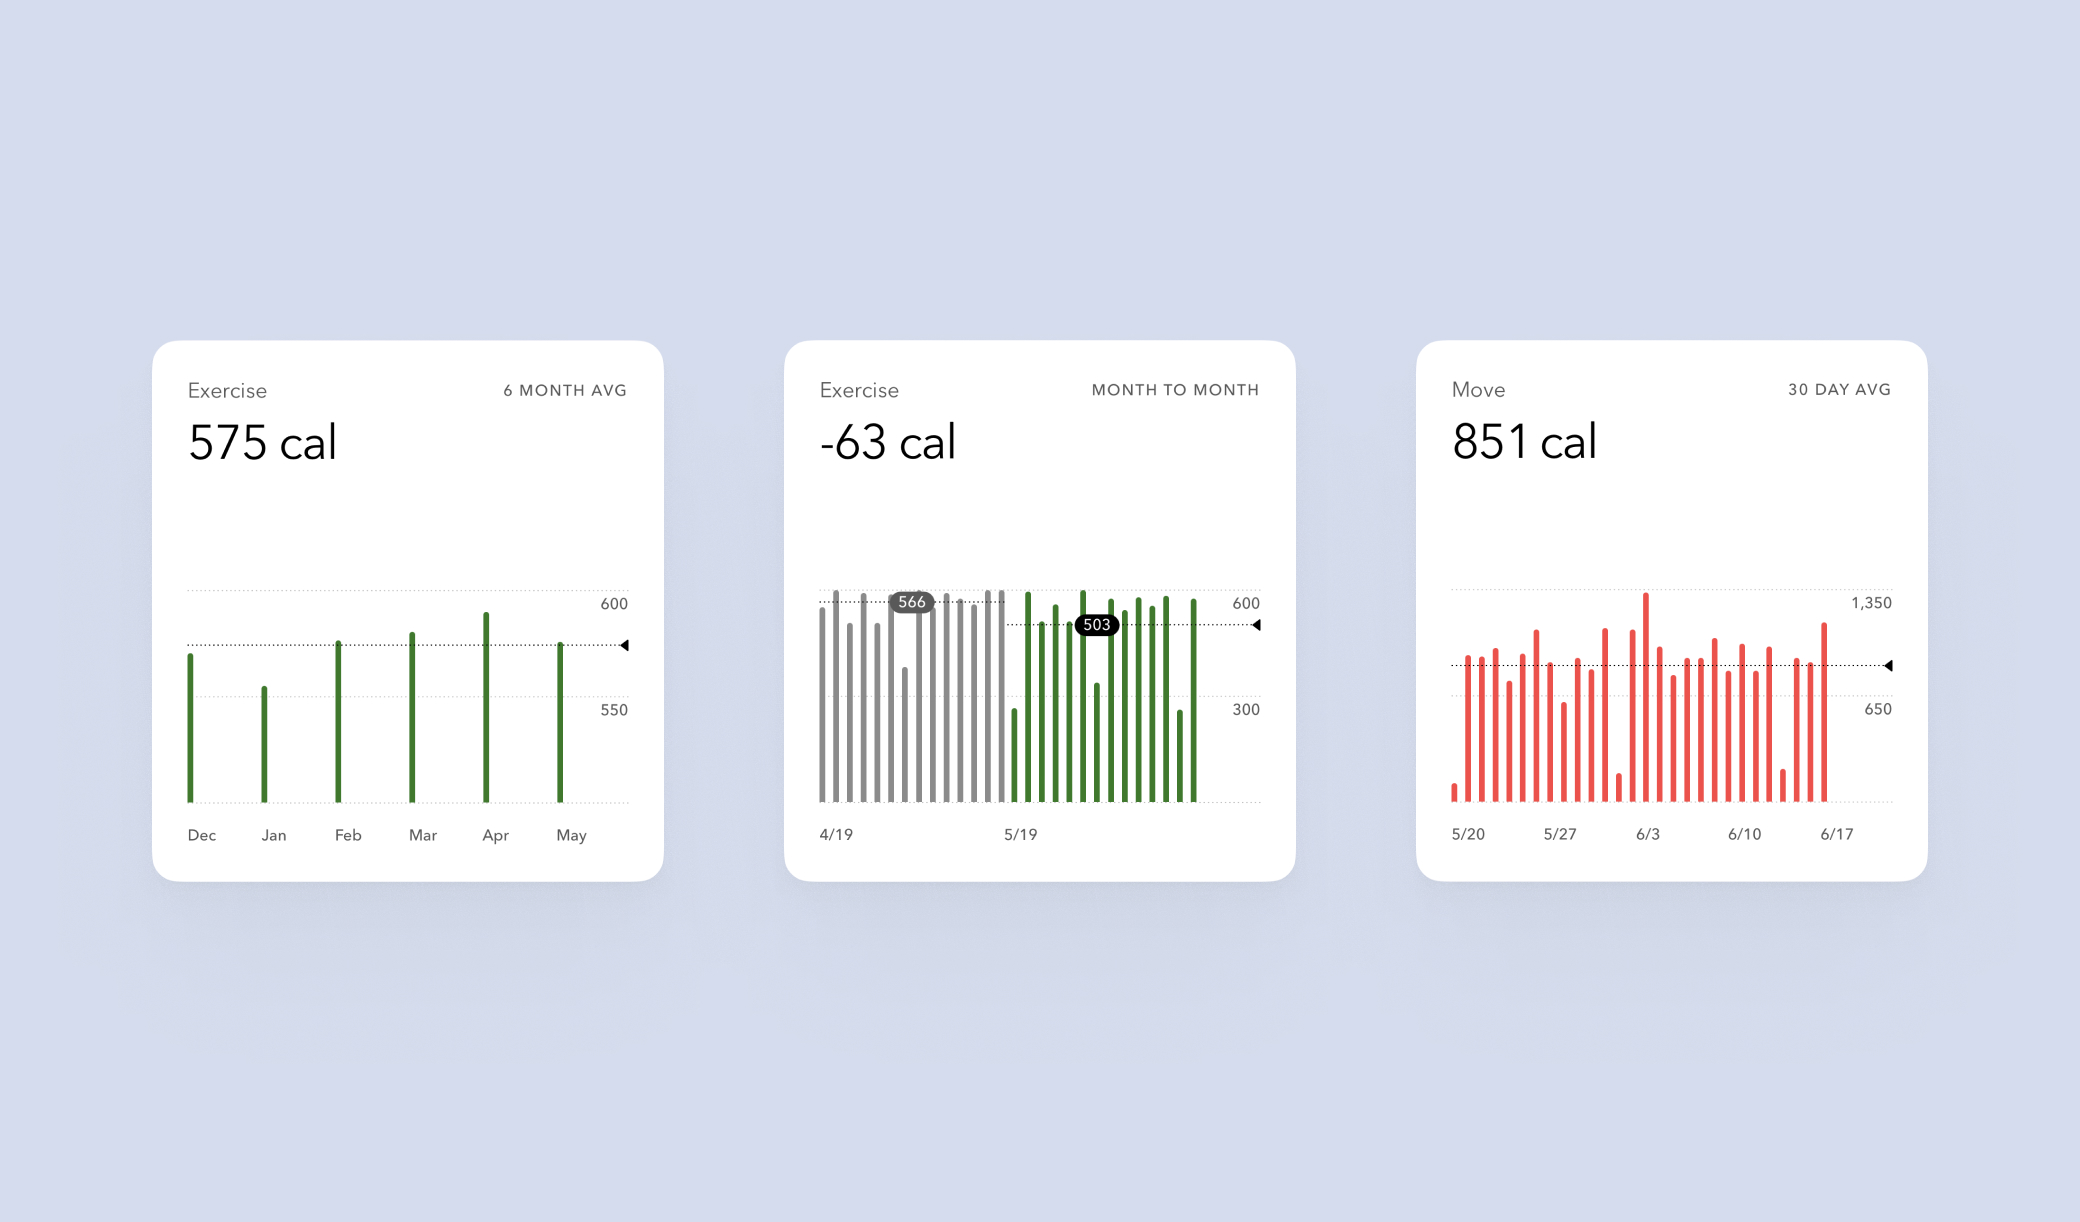 Exercise 6 MONTH AVG
575 cal
600
550
Dec Jan Feb Mar Apr May
Exercise MONTH TO MONTH
-63 cal
566
600
503
300
4/19 5/19
Move 30 DAY AVG
851 cal
1,350
650
5/20 5/27 6/3 6/10 6/17